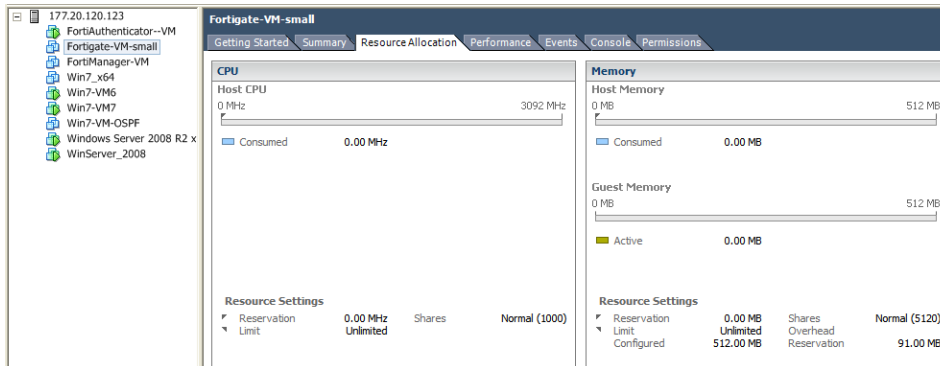 177.20.120.123
FortiAuthenticator--VM
Fortigate-VM-small
FortiManager-VM
Win7_x64
Win7-VM6
Win7-VM7
Win7-VM-OSPF
Windows Server 2008 R2 x
WinServer_2008
Fortigate-VM-small
Getting Started Summary Resource Allocation Performance Events Console Permissions
CPU
Host CPU
0 MHz 3092 MHz
Consumed 0.00 MHz
Resource Settings
Reservation 0.00 MHz Shares Normal (1000)
Limit Unlimited
Memory
Host Memory
0 MB 512 MB
Consumed 0.00 MB
Guest Memory
0 MB 512 MB
Active 0.00 MB
Resource Settings
Reservation 0.00 MB Shares Normal (5120)
Limit Unlimited Overhead
Configured 512.00 MB Reservation 91.00 MB